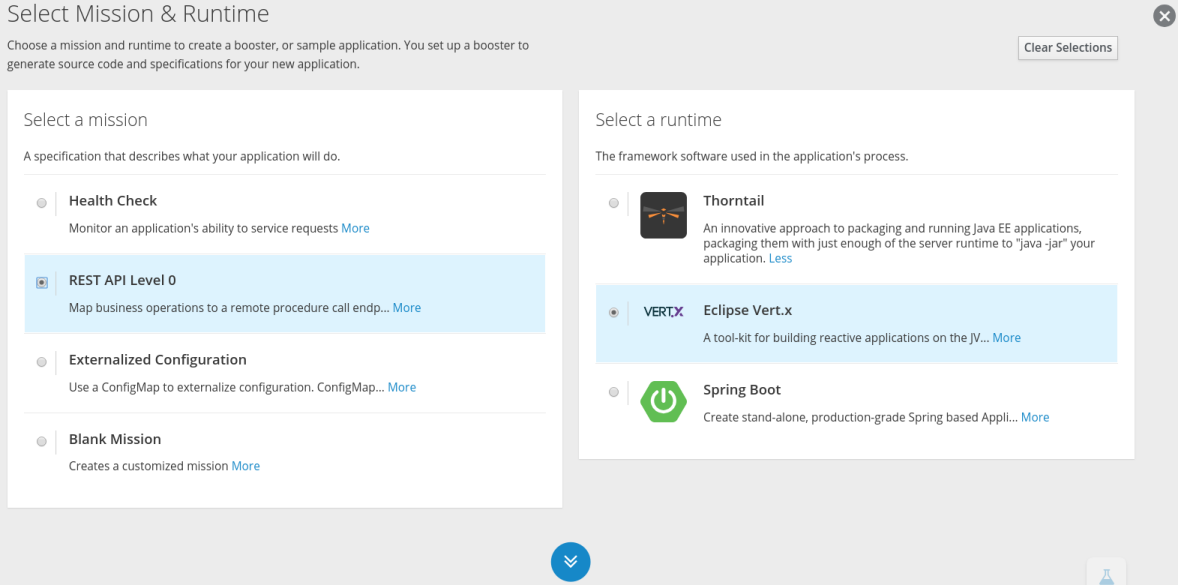 Select Mission & Runtime
Choose a mission and runtime to create a booster, or sample application. You set up a booster to
generate source code and specifications for your new application.
Clear Selections
Select a mission
A specification that describes what your application will do.
Health Check
Monitor an application's ability to service requests More
REST API Level 0
Map business operations to a remote procedure call endp... More
Externalized Configuration
Use a ConfigMap to externalize configuration. ConfigMap... More
Blank Mission
Creates a customized mission More
Select a runtime
The framework software used in the application's process.
Thorntail
An innovative approach to packaging and running Java EE applications,
packaging them with just enough of the server runtime to "java -jar" your
application. Less
VERT.X
Eclipse Vert.x
A tool-kit for building reactive applications on the JV... More
Spring Boot
Create stand-alone, production-grade Spring based Appli... More